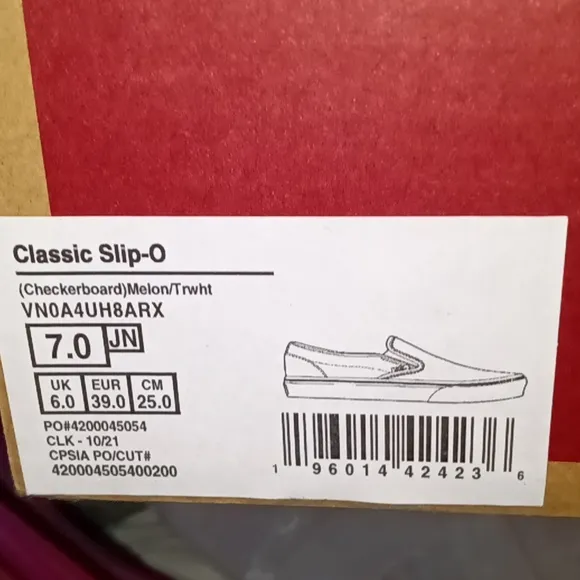 Classic Slip-O
(Checkerboard)Melon/Trwht
VN0A4UH8ARX
7.0 JN
UK EUR CM
6.0 39.0 25.0
PO#4200045054
CLK - 10/21
CPSIA PO/CUT#
420004505400200
1 96014 42423 6